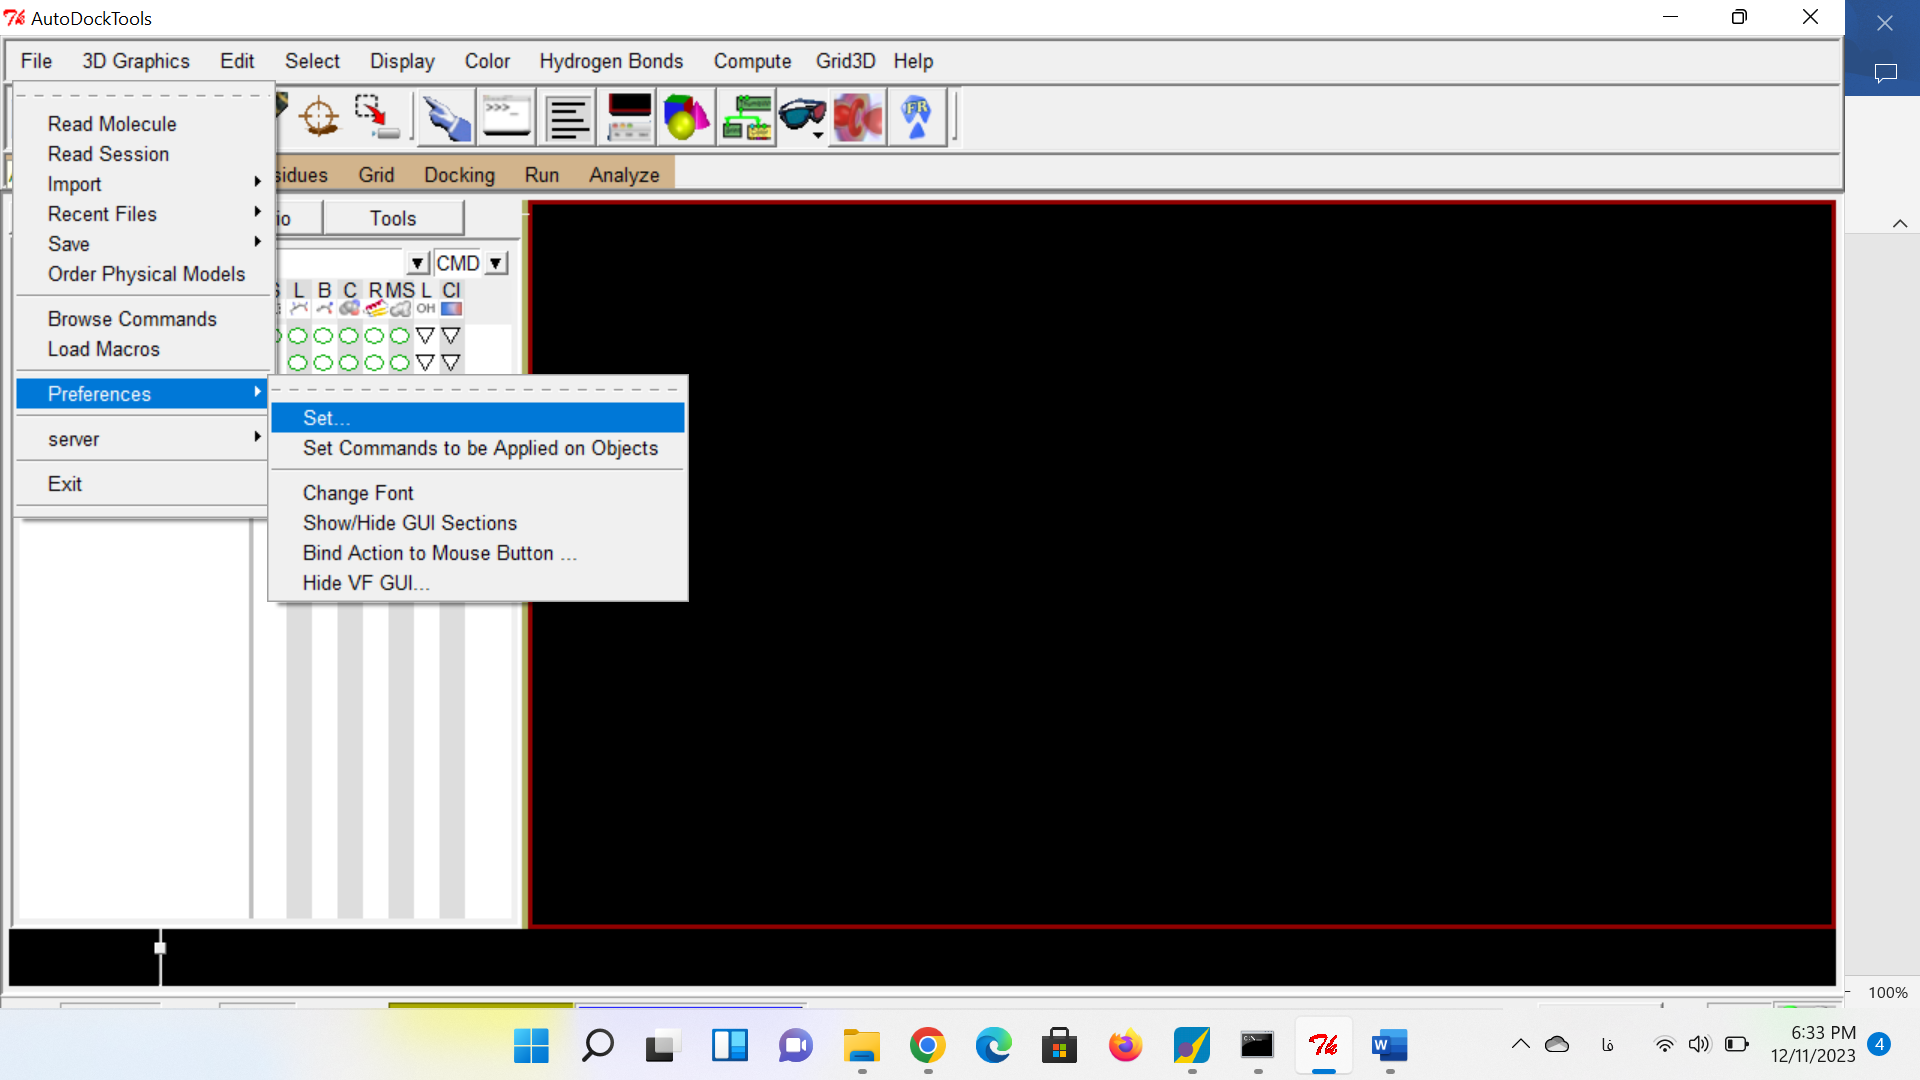 AutoDockTools
File 3D Graphics Edit Select Display Color Hydrogen Bonds Compute Grid3D Help
Read Molecule
Read Session
Import
Recent Files
Save
Order Physical Models
Browse Commands
Load Macros
Preferences
server
Exit
>>>
FR
sidues Grid Docking Run Analyze
io Tools
CMD
S L B C R MS L Cl
OH
Set...
Set Commands to be Applied on Objects
Change Font
Show/Hide GUI Sections
Bind Action to Mouse Button ...
Hide VF GUI...
100%
W
فا
6:33 PM
12/11/2023
4